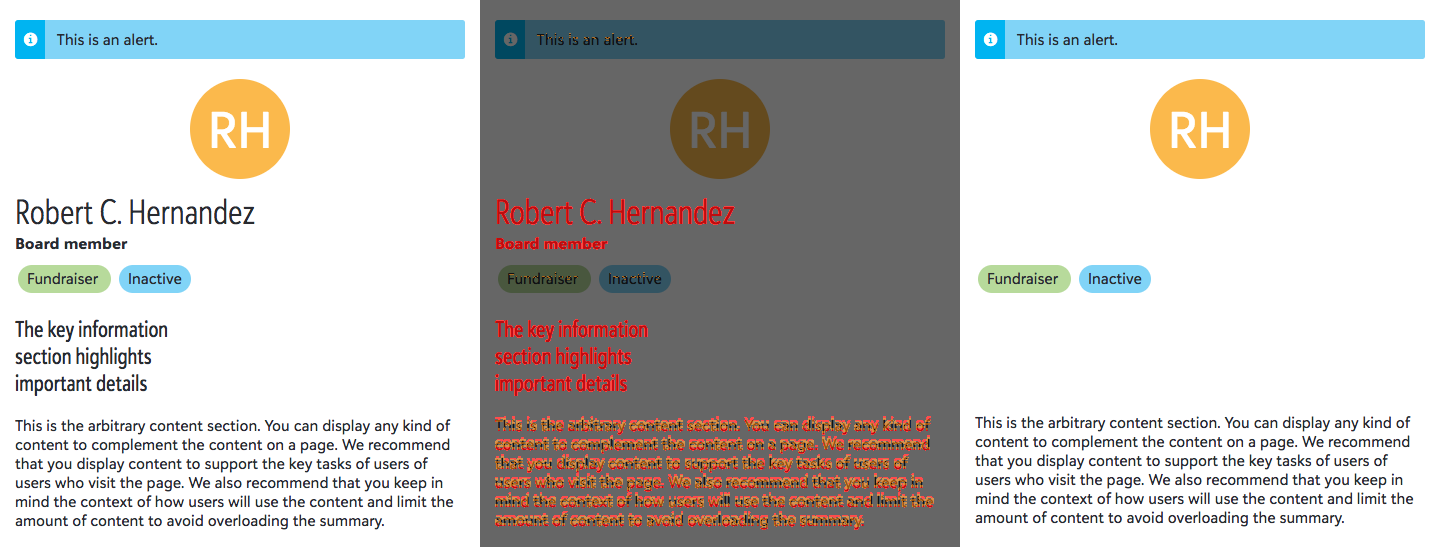 This is an alert.
RH
Robert C. Hernandez
Board member
Fundraiser Inactive
The key information
section highlights
important details
This is the arbitrary content section. You can display any kind of
content to complement the content on a page. We recommend
that you display content to support the key tasks of users of
users who visit the page. We also recommend that you keep in
mind the context of how users will use the content and limit the
amount of content to avoid overloading the summary.
This is an alert.
RH
Robert C. Hernandez
Board member
Fundraiser Inactive
The key information
section highlights
important details
This is the arbitrary content section. You can display any kind of
content to complement the content on a page. We recommend
that you display content to support the key tasks of users of
users who visit the page. We also recommend that you keep in
mind the context of how users will use the content and limit the
amount of content to avoid overloading the summary.
This is an alert.
RH
Fundraiser Inactive
This is the arbitrary content section. You can display any kind of
content to complement the content on a page. We recommend
that you display content to support the key tasks of users of
users who visit the page. We also recommend that you keep in
mind the context of how users will use the content and limit the
amount of content to avoid overloading the summary.